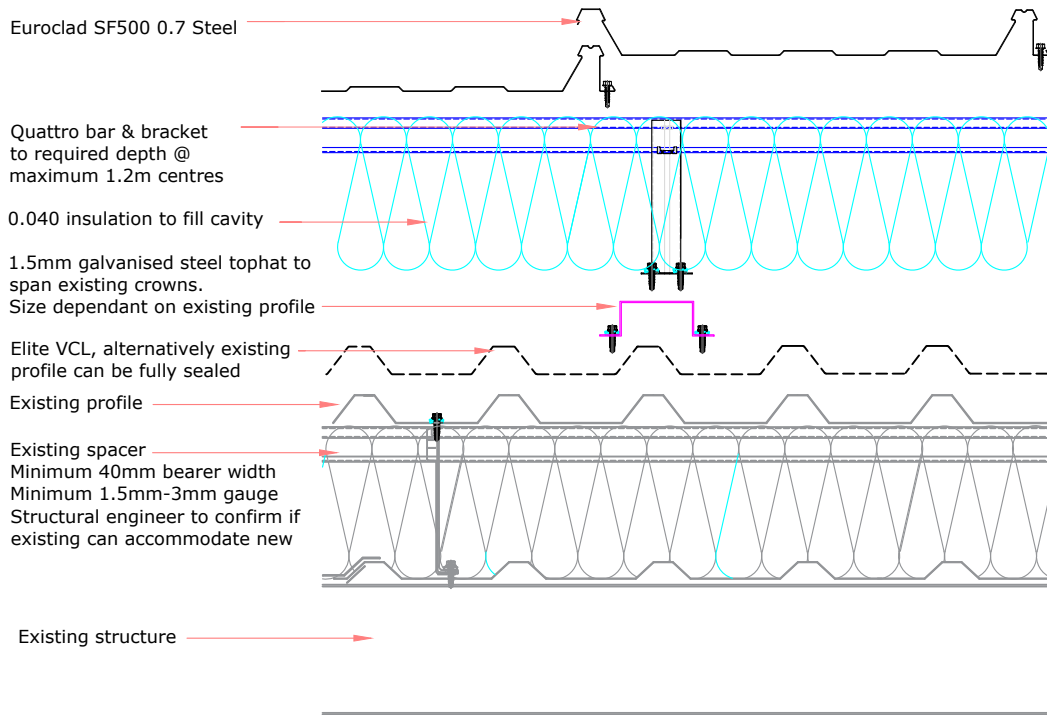 Euroclad SF500 0.7 Steel
Quattro bar & bracket
to required depth @
maximum 1.2m centres
0.040 insulation to fill cavity
1.5mm galvanised steel tophat to
span existing crowns.
Size dependant on existing profile
Elite VCL, alternatively existing
profile can be fully sealed
Existing profile
Existing spacer
Minimum 40mm bearer width
Minimum 1.5mm-3mm gauge
Structural engineer to confirm if
existing can accommodate new
Existing structure